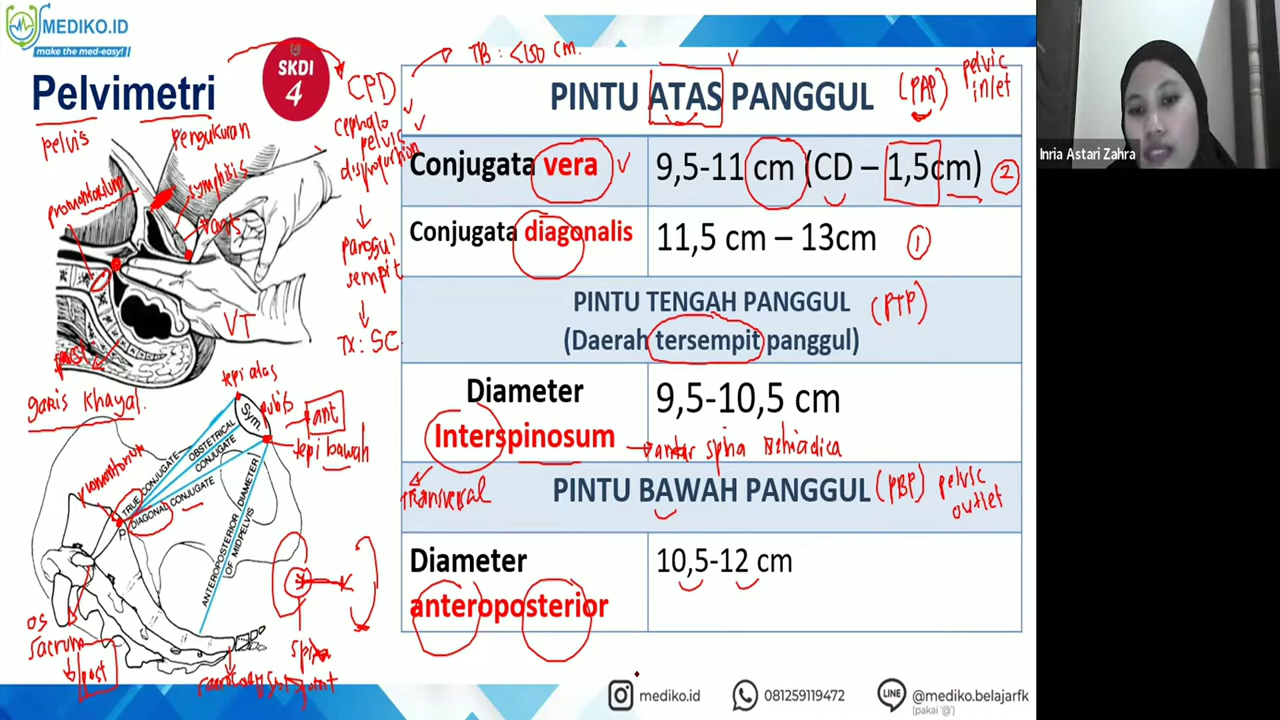 MEDIKO.ID
make the med-easy!
Pelvimetri
SKDI
4
pelvis
pengukuran
CPD
cephalo
pelvis
disproportion
panggul
sempit
Tx: SC
TB: <150 cm.
promontorium
symphisis
VT
garis khayal.
PINTU ATAS PANGGUL
(PAP)
pelvic
inlet
Conjugata vera
9,5-11 cm (CD – 1,5cm)
2
Conjugata diagonalis
11,5 cm – 13cm
1
PINTU TENGAH PANGGUL
(PTP)
(Daerah tersempit panggul)
Diameter
Interspinosum
9,5-10,5 cm
antar spina Ischiadica
Transversal
PINTU BAWAH PANGGUL
(PBP)
pelvic
outlet
Diameter
anteroposterior
10,5-12 cm
tepi atas
pubis
Sym.
ant
tepi bawah
promontorium
TRUE CONJUGATE
OBSTETRICAL
CONJUGATE
DIAGONAL CONJUGATE
P
ANTEROPOSTERIOR DIAMETER
OF MIDPELVIS
os
sacrum
post
mediko.id
081259119472
@mediko.belajarfk
(pakai '@')
Inria Astari Zahra